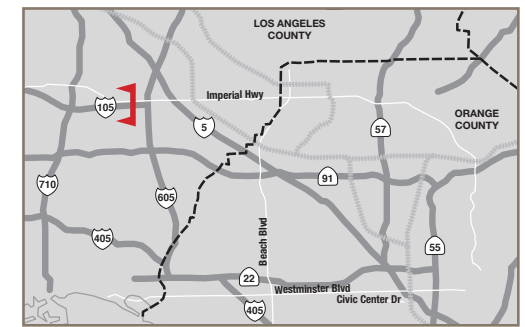 LOS ANGELES
COUNTY
Imperial Hwy
105
5
57
ORANGE
COUNTY
91
710
605
405
Beach Blvd
55
22
Westminster Blvd
Civic Center Dr
405